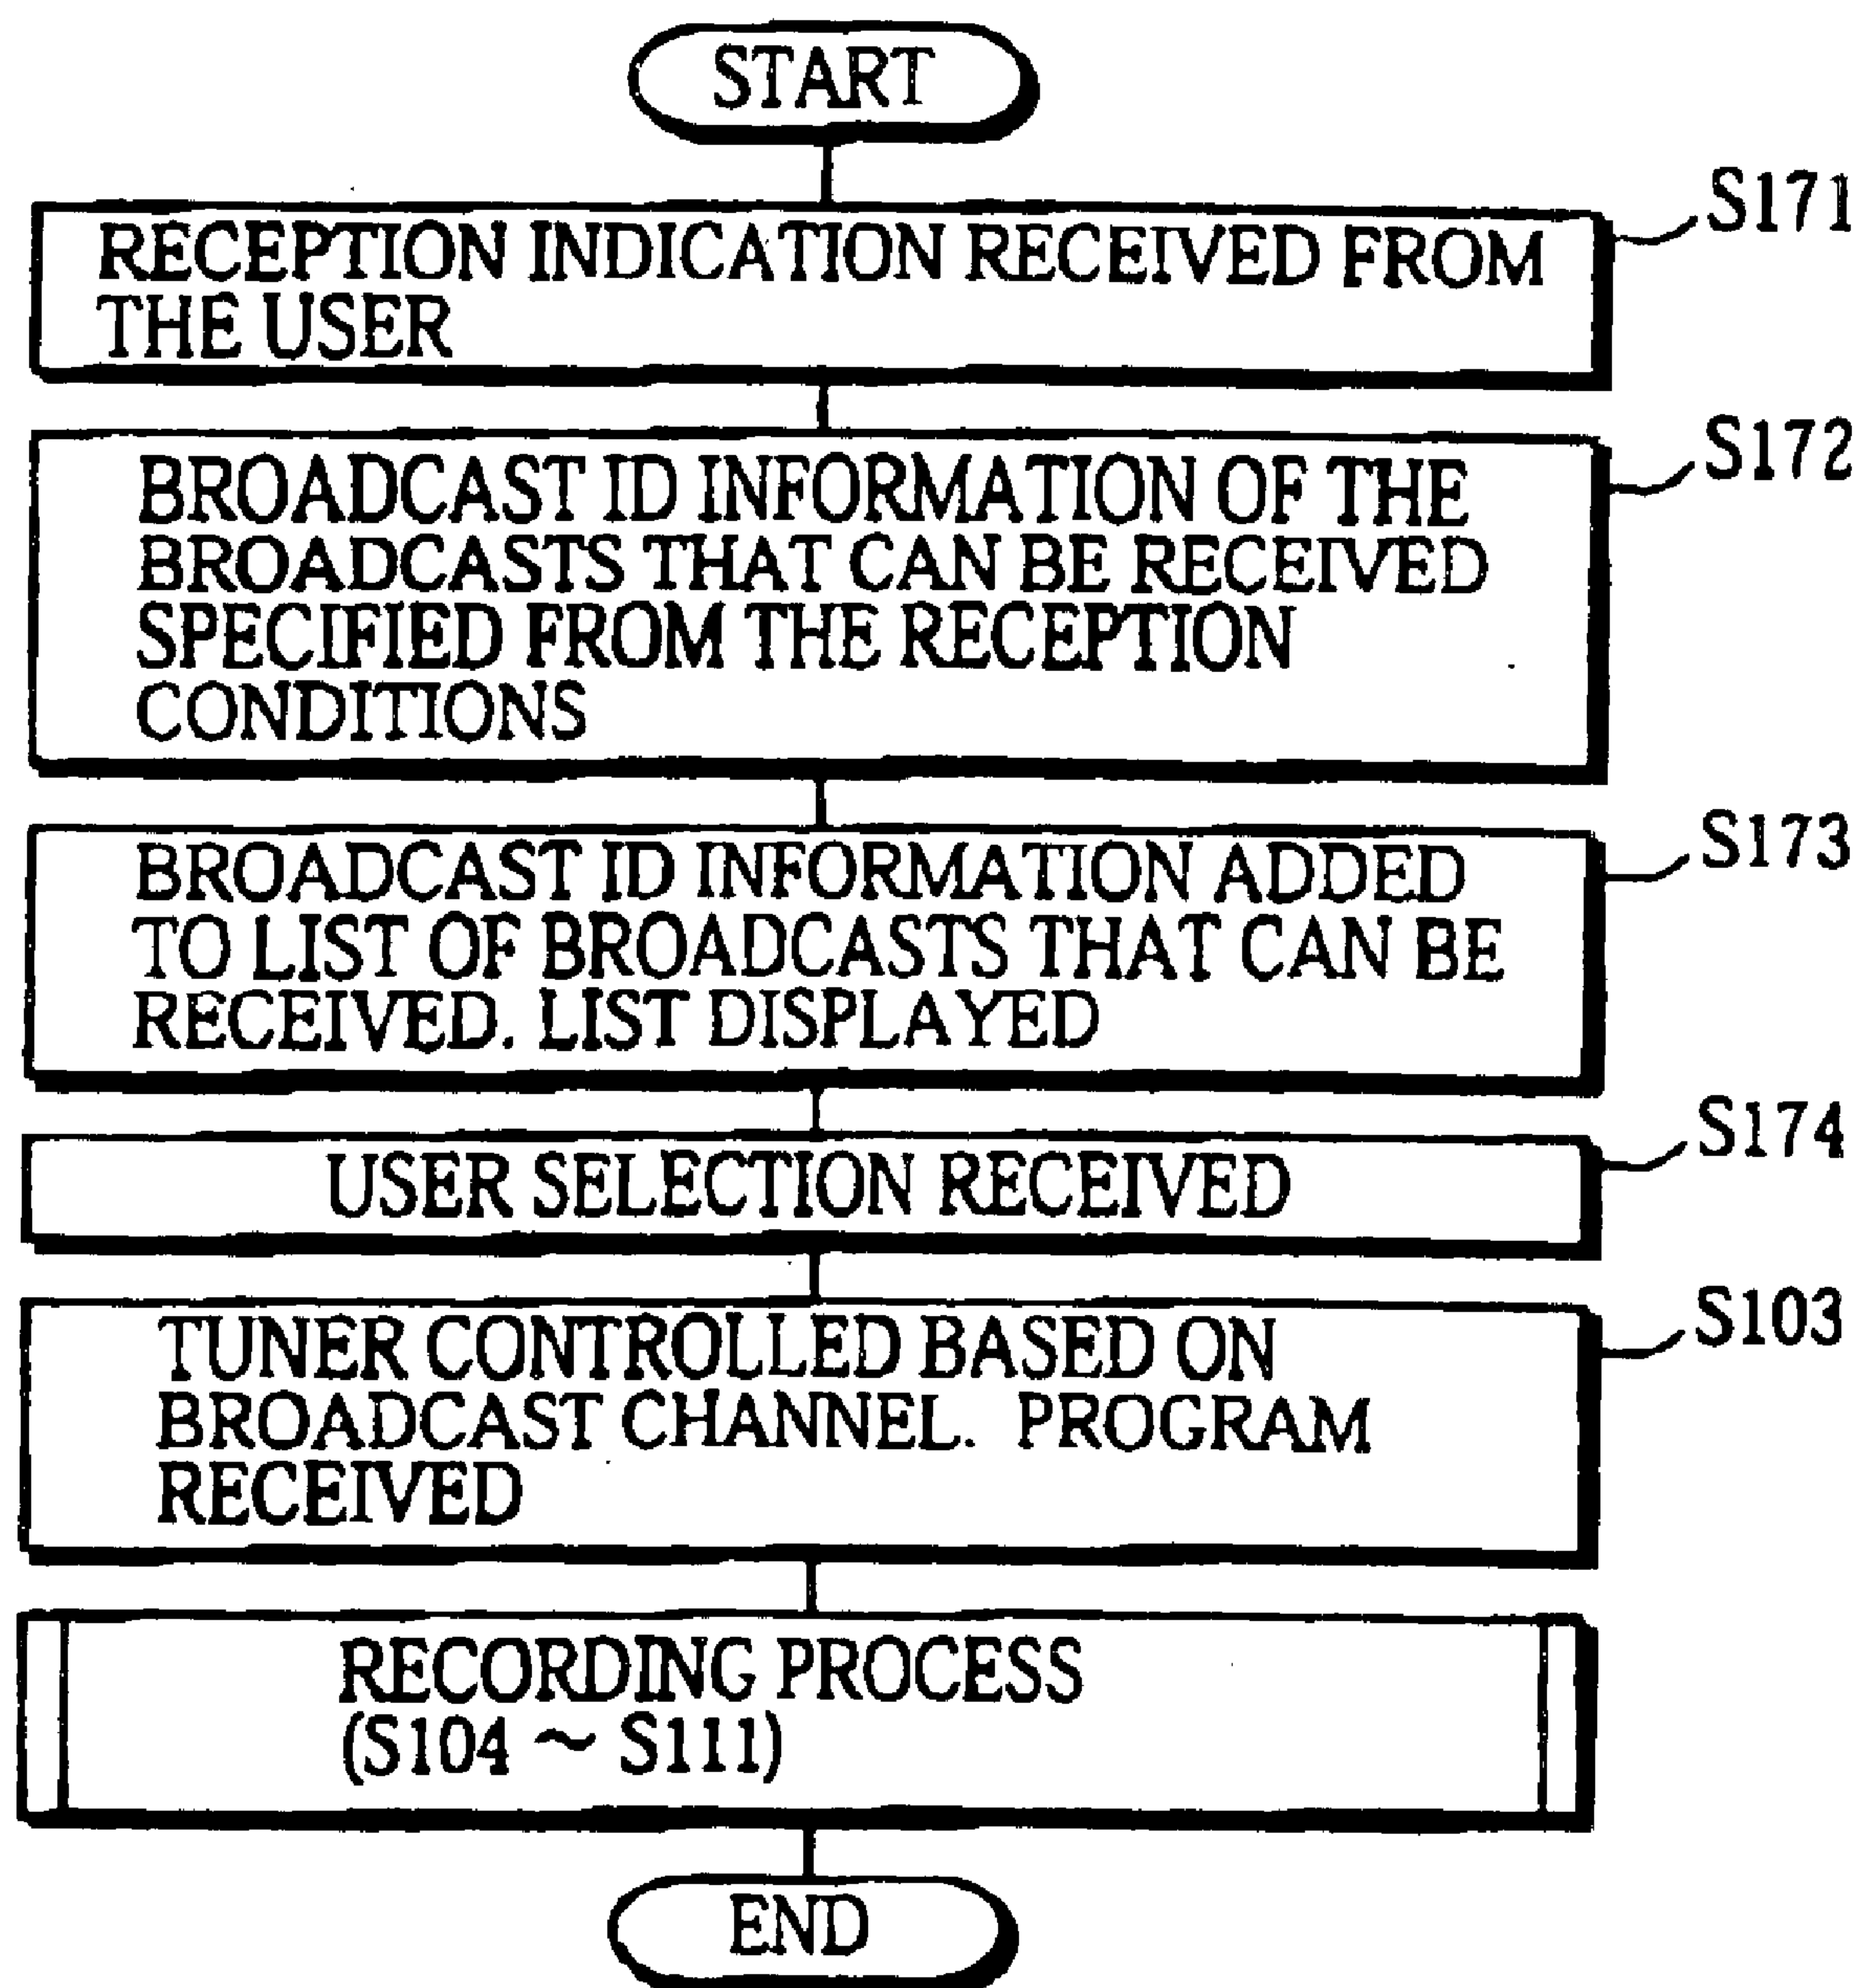 START
S171
RECEPTION INDICATION RECEIVED FROM
THE USER
S172
BROADCAST ID INFORMATION OF THE
BROADCASTS THAT CAN BE RECEIVED
SPECIFIED FROM THE RECEPTION
CONDITIONS
S173
BROADCAST ID INFORMATION ADDED
TO LIST OF BROADCASTS THAT CAN BE
RECEIVED. LIST DISPLAYED
S174
USER SELECTION RECEIVED
S103
TUNER CONTROLLED BASED ON
BROADCAST CHANNEL. PROGRAM
RECEIVED
RECORDING PROCESS
(S104 ~ S111)
END